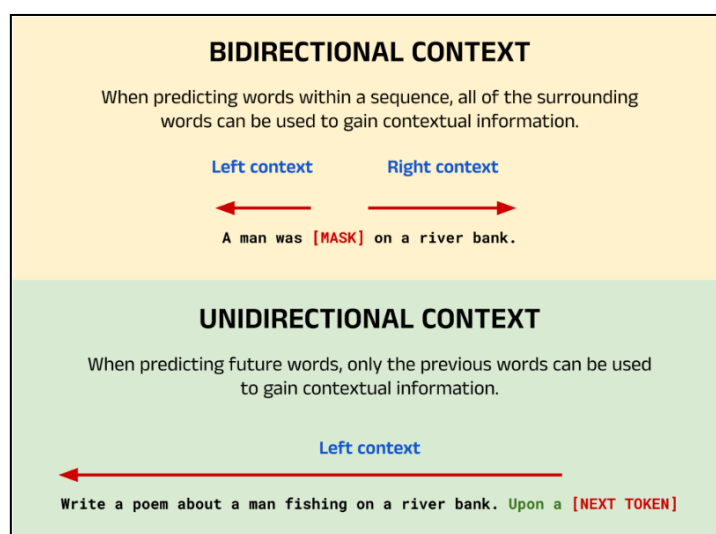 BIDIRECTIONAL CONTEXT
When predicting words within a sequence, all of the surrounding
words can be used to gain contextual information.
Left context Right context
A man was [MASK] on a river bank.
UNIDIRECTIONAL CONTEXT
When predicting future words, only the previous words can be used
to gain contextual information.
Left context
Write a poem about a man fishing on a river bank. Upon a [NEXT TOKEN]